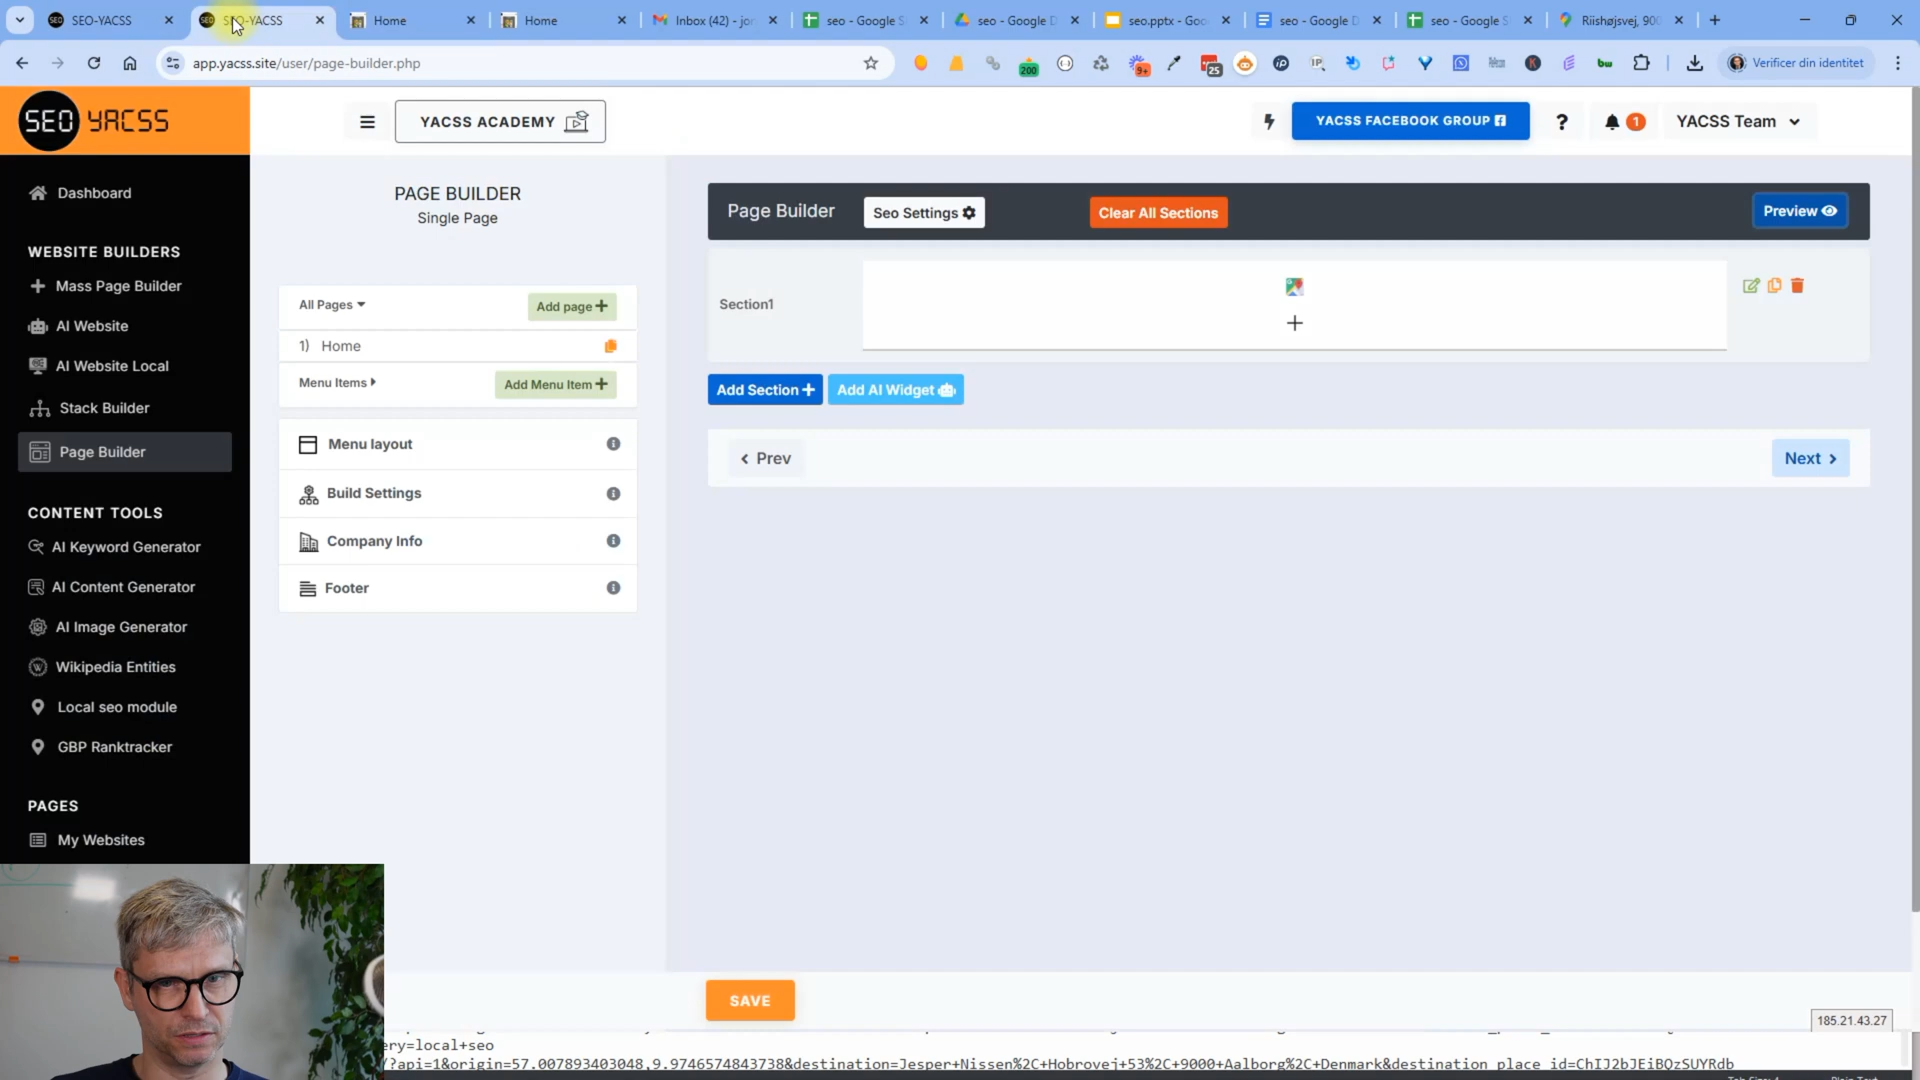 SEO-YACSS
SEO-YACSS
Home
Home
Inbox (42) - jo
seo - Google S
seo - Google D
seo.pptx - Goo
seo - Google D
seo - Google S
Riishøjsvej, 900
app.yacss.site/user/page-builder.php
200
9+
25
Verificer din identitet
SEO YACSS
YACSS ACADEMY
YACSS FACEBOOK GROUP
?
1
YACSS Team
Dashboard
WEBSITE BUILDERS
Mass Page Builder
AI Website
AI Website Local
Stack Builder
Page Builder
CONTENT TOOLS
AI Keyword Generator
AI Content Generator
AI Image Generator
Wikipedia Entities
Local seo module
GBP Ranktracker
PAGES
My Websites
PAGE BUILDER
Single Page
All Pages
Add page +
1) Home
Menu Items
Add Menu Item +
Menu layout
Build Settings
Company Info
Footer
Page Builder
Seo Settings
Clear All Sections
Preview
Section1
+
Add Section +
Add AI Widget
Prev
Next
SAVE
185.21.43.27
ery=local+seo
/?api=1&origin=57.007893403048,9.9746574843738&destination=Jesper+Nissen%2C+Hobrovej+53%2C+9000+Aalborg%2C+Denmark&destination_place_id=ChIJ2bJEiBQzSUYRdb